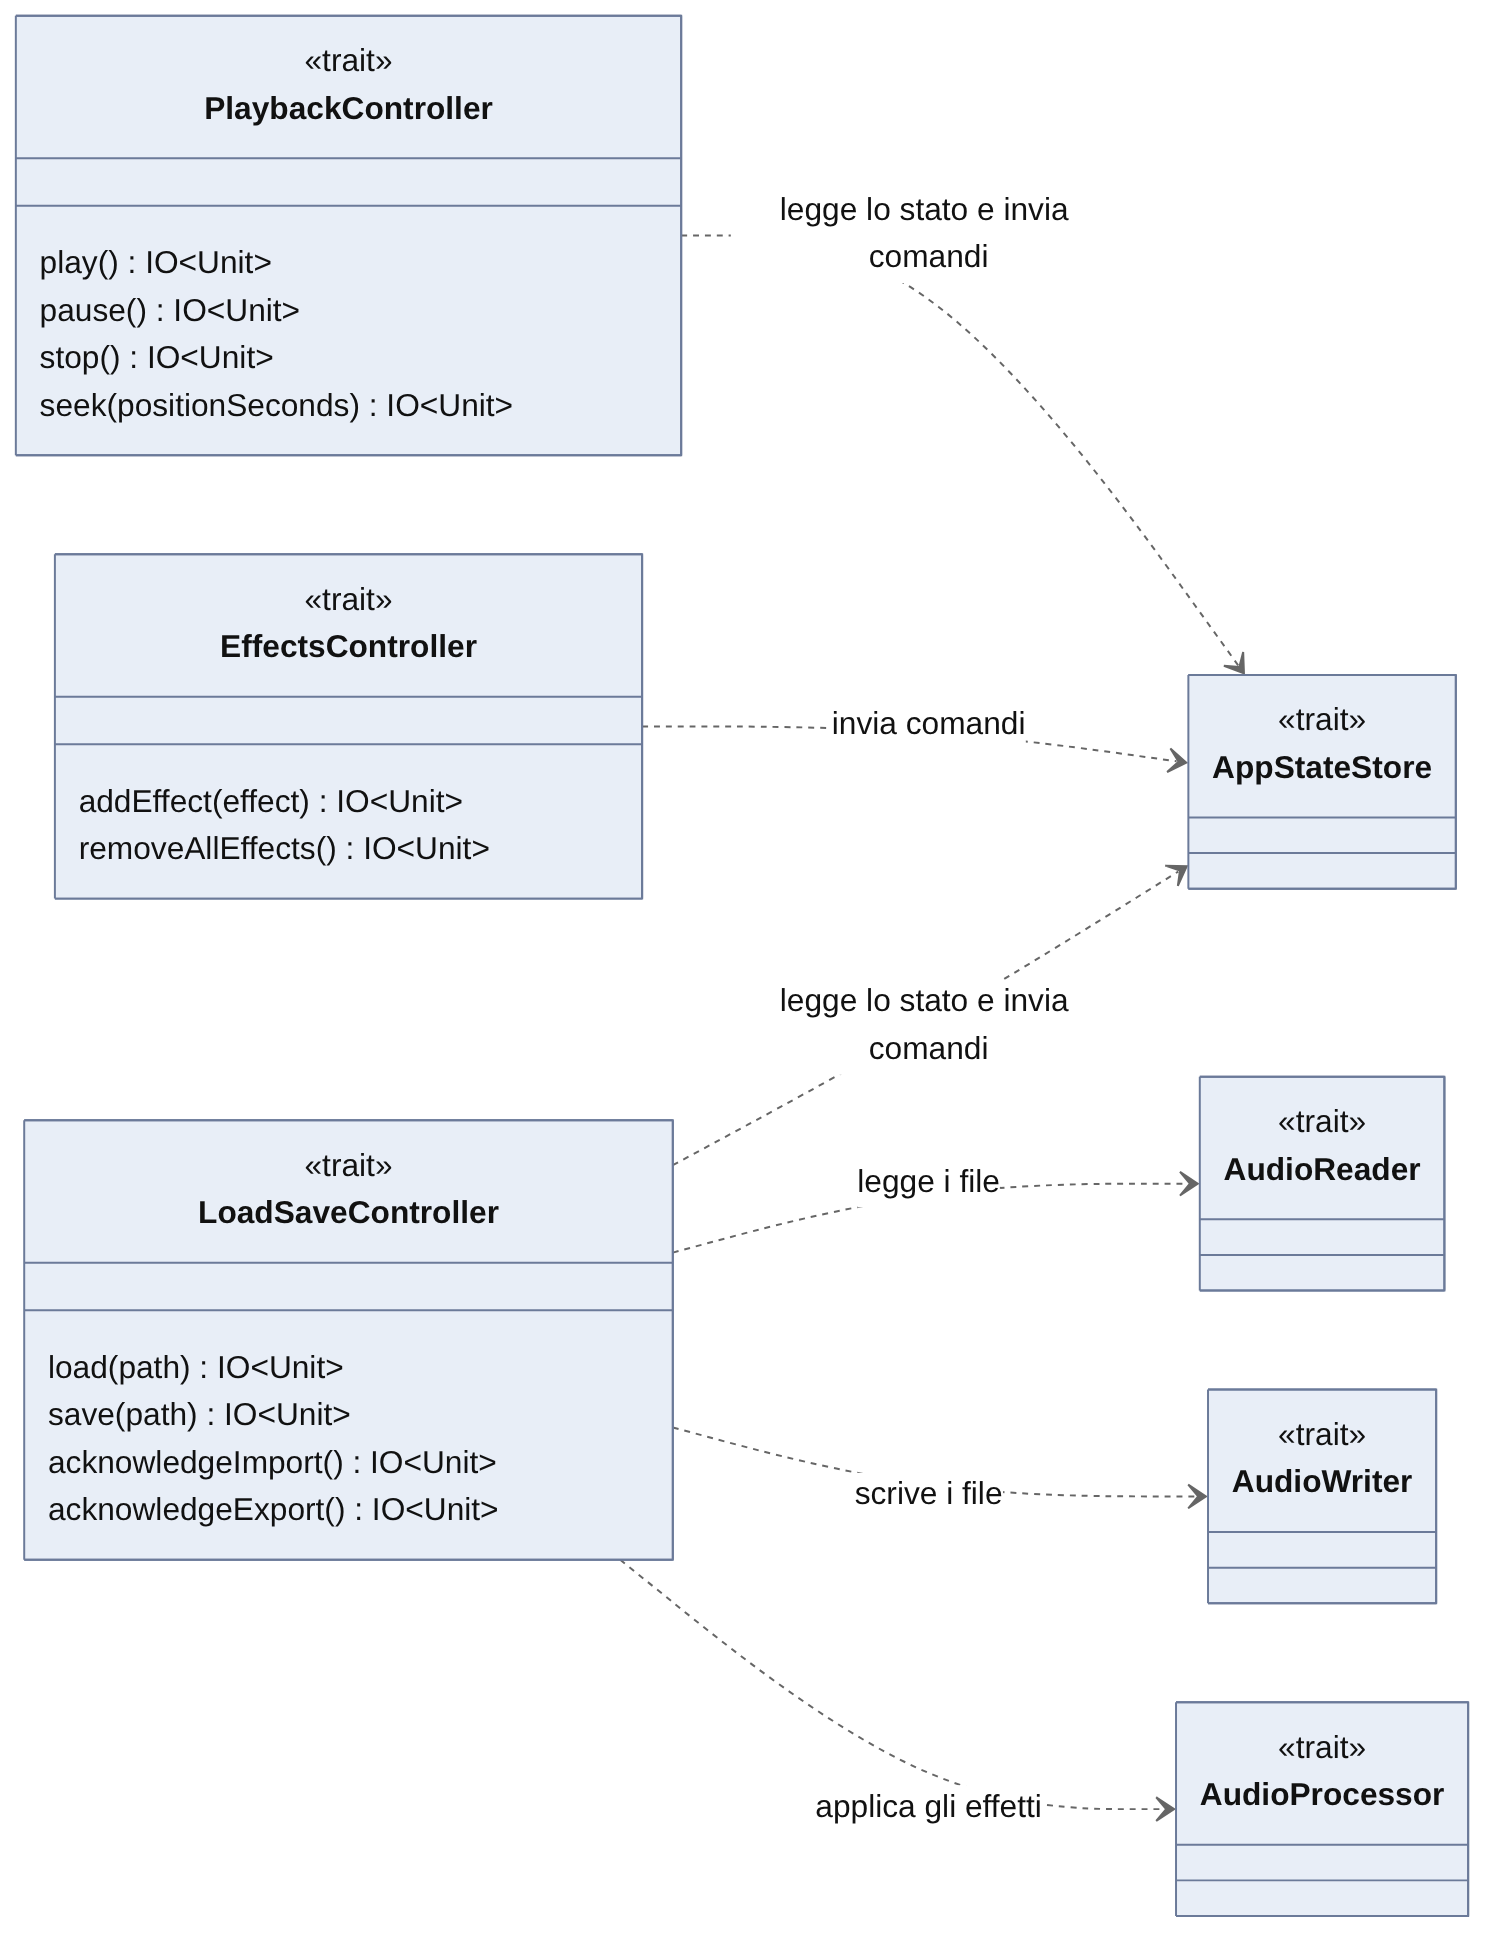 «trait»
PlaybackController
play() : IO<Unit>
pause() : IO<Unit>
stop() : IO<Unit>
seek(positionSeconds) : IO<Unit>
legge lo stato e invia
comandi
«trait»
EffectsController
addEffect(effect) : IO<Unit>
removeAllEffects() : IO<Unit>
invia comandi
«trait»
AppStateStore
legge lo stato e invia
comandi
«trait»
LoadSaveController
load(path) : IO<Unit>
save(path) : IO<Unit>
acknowledgeImport() : IO<Unit>
acknowledgeExport() : IO<Unit>
legge i file
«trait»
AudioReader
scrive i file
«trait»
AudioWriter
applica gli effetti
«trait»
AudioProcessor